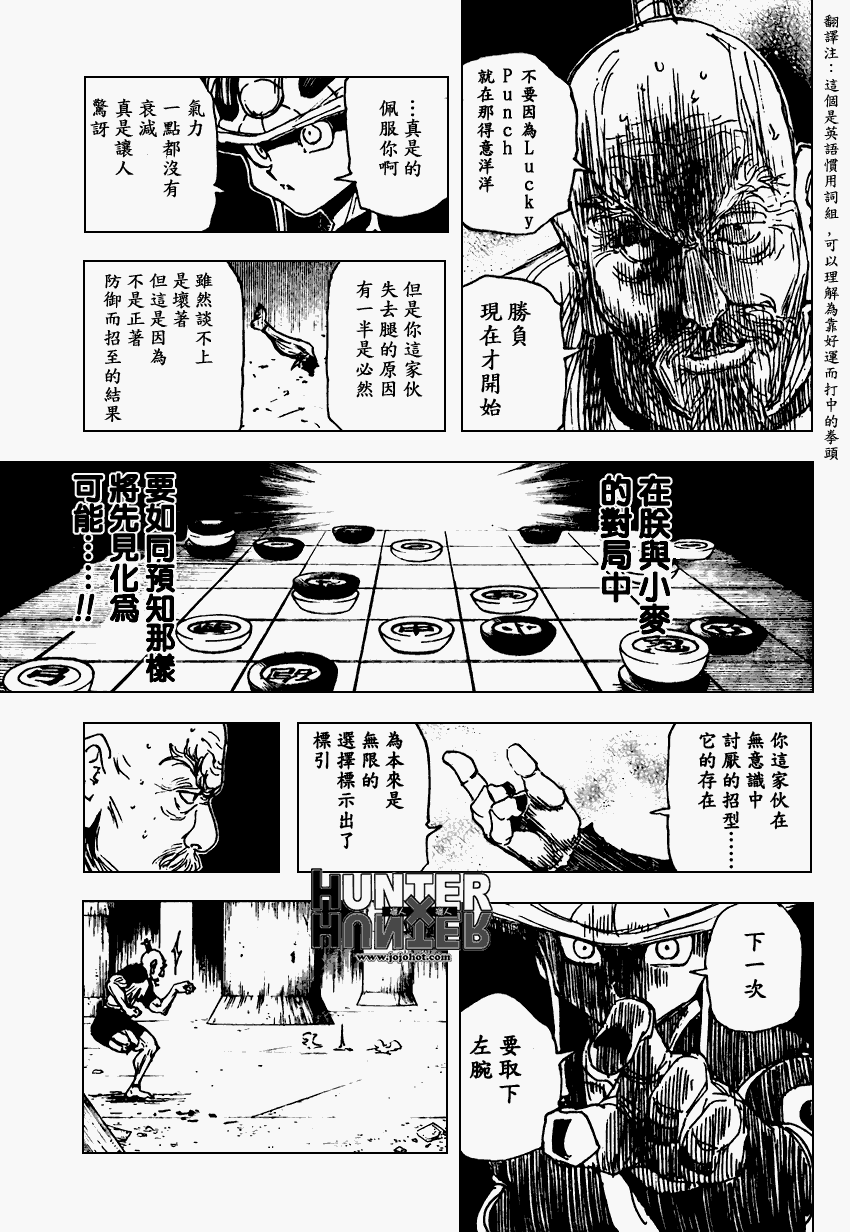 翻譯注：這個是英語慣用詞組，可以理解為靠好運而打中的拳頭
不要因為Lucky
Punch
就在那得意洋洋
勝負
現在才開始
…真是的
佩服你啊
氣力
一點都沒有
衰減
真是讓人
驚訝
但是你這家伙
失去腿的原因
有一半是必然
雖然談不上
是壞著
但這是因為
不是正著
防御而招至的結果
在朕與小麥
的對局中
要如同預知那樣
將先見化為
可能……!!
你這家伙在
無意識中
討厭的招型……
它的存在
為本來是
無限的
選擇標示出了
標引
下一次
要取下
左腕
HUNTER
×
HUNTER
獵人
獵人
www.jojohot.com